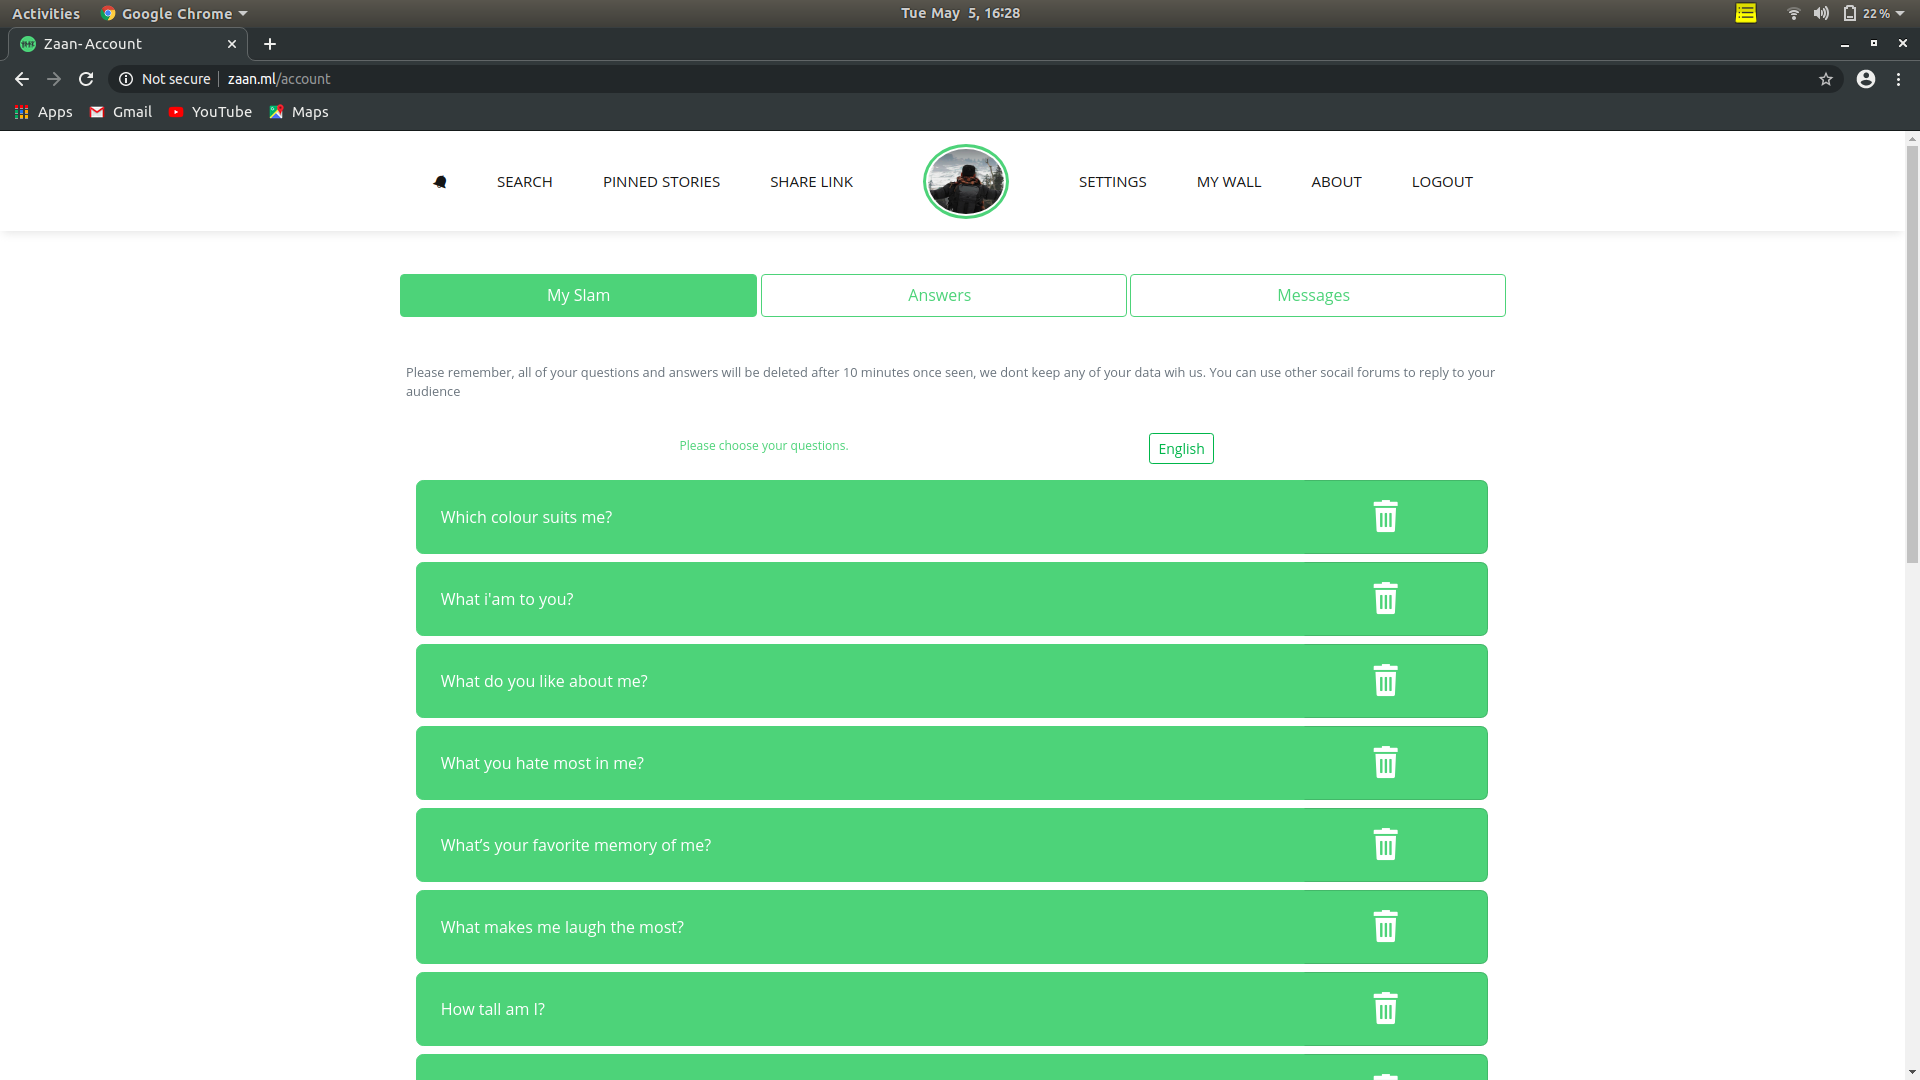 Activities Google Chrome Tue May 5, 16:28 22 %
Zaan- Account
Not secure zaan.ml/account
Apps Gmail YouTube Maps
SEARCH PINNED STORIES SHARE LINK SETTINGS MY WALL ABOUT LOGOUT
My Slam Answers Messages
Please remember, all of your questions and answers will be deleted after 10 minutes once seen, we dont keep any of your data wih us. You can use other socail forums to reply to your
audience
Please choose your questions. English
Which colour suits me?
What i'am to you?
What do you like about me?
What you hate most in me?
What’s your favorite memory of me?
What makes me laugh the most?
How tall am I?